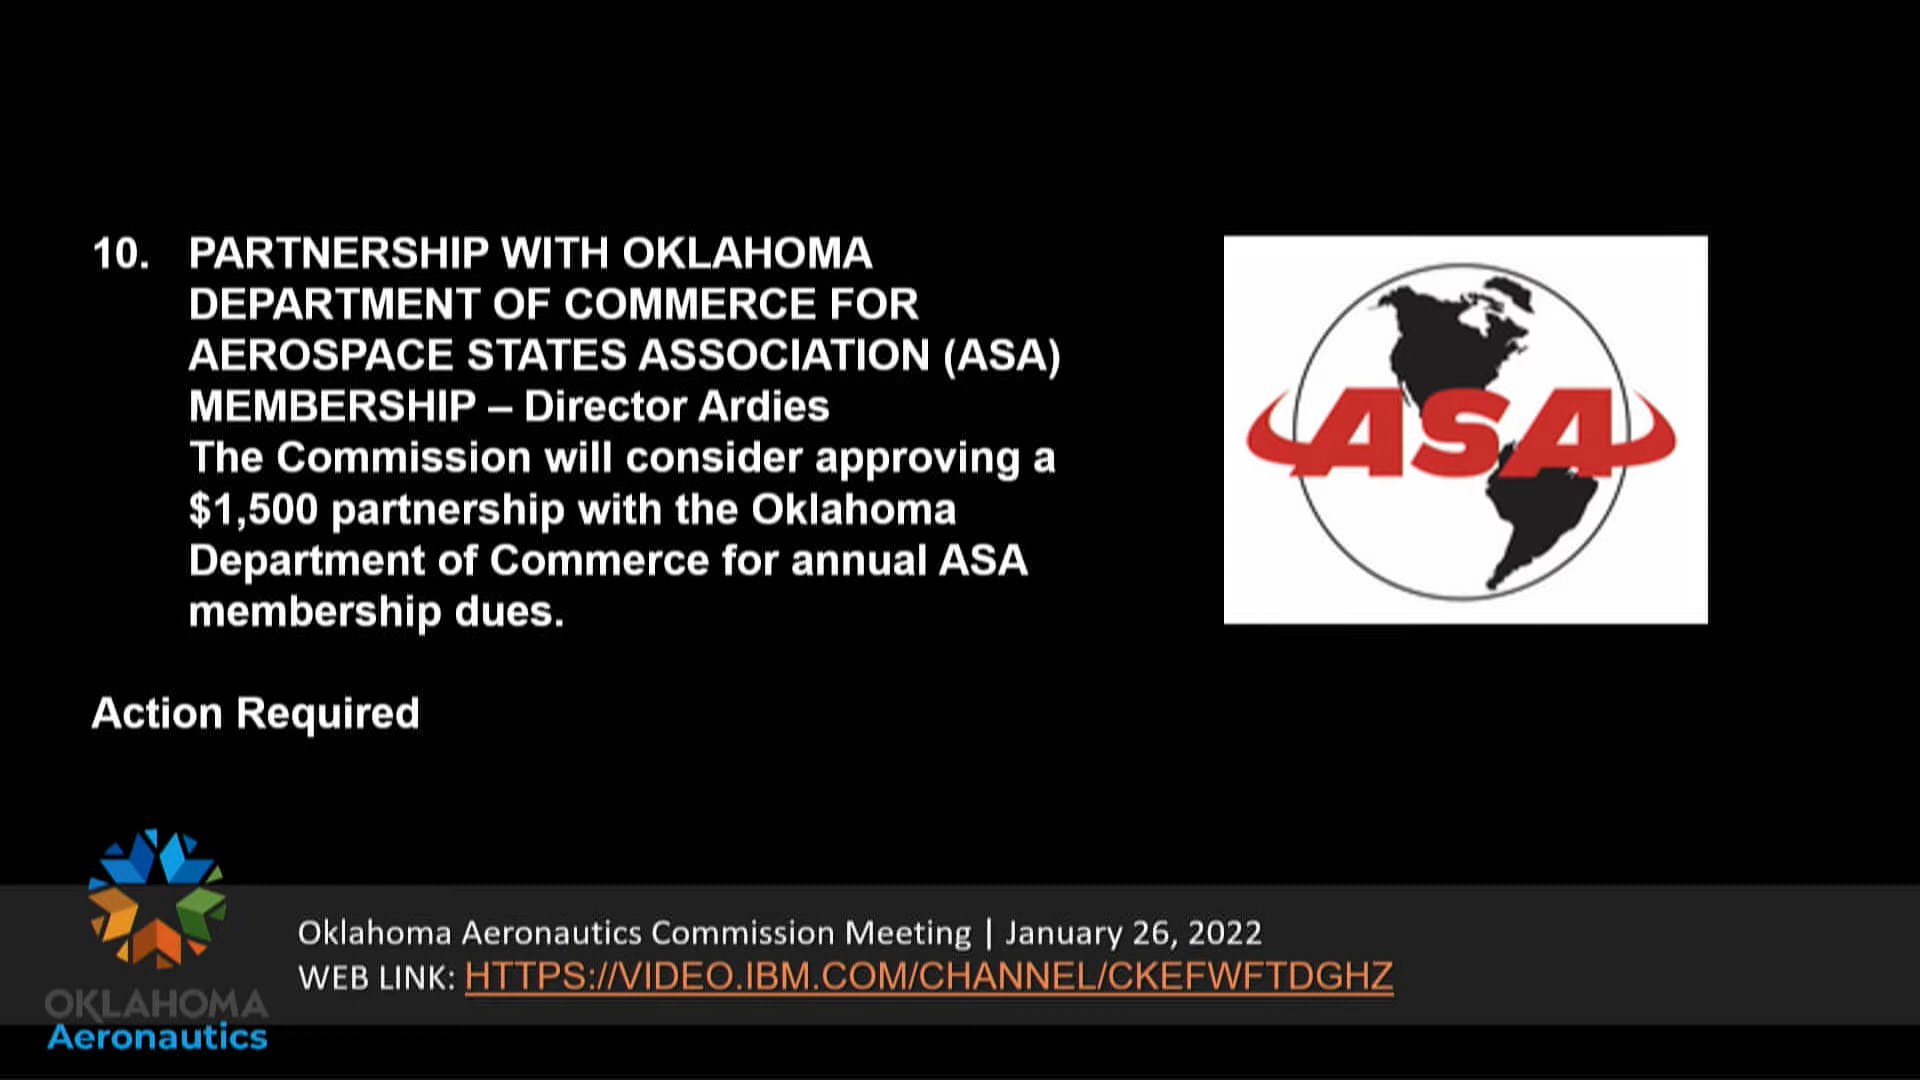 10. PARTNERSHIP WITH OKLAHOMA
DEPARTMENT OF COMMERCE FOR
AEROSPACE STATES ASSOCIATION (ASA)
MEMBERSHIP – Director Ardies
The Commission will consider approving a
$1,500 partnership with the Oklahoma
Department of Commerce for annual ASA
membership dues.
Action Required
ASA
Oklahoma Aeronautics Commission Meeting | January 26, 2022
WEB LINK: HTTPS://VIDEO.IBM.COM/CHANNEL/CKEFWFTDGHZ
OKLAHOMA
Aeronautics